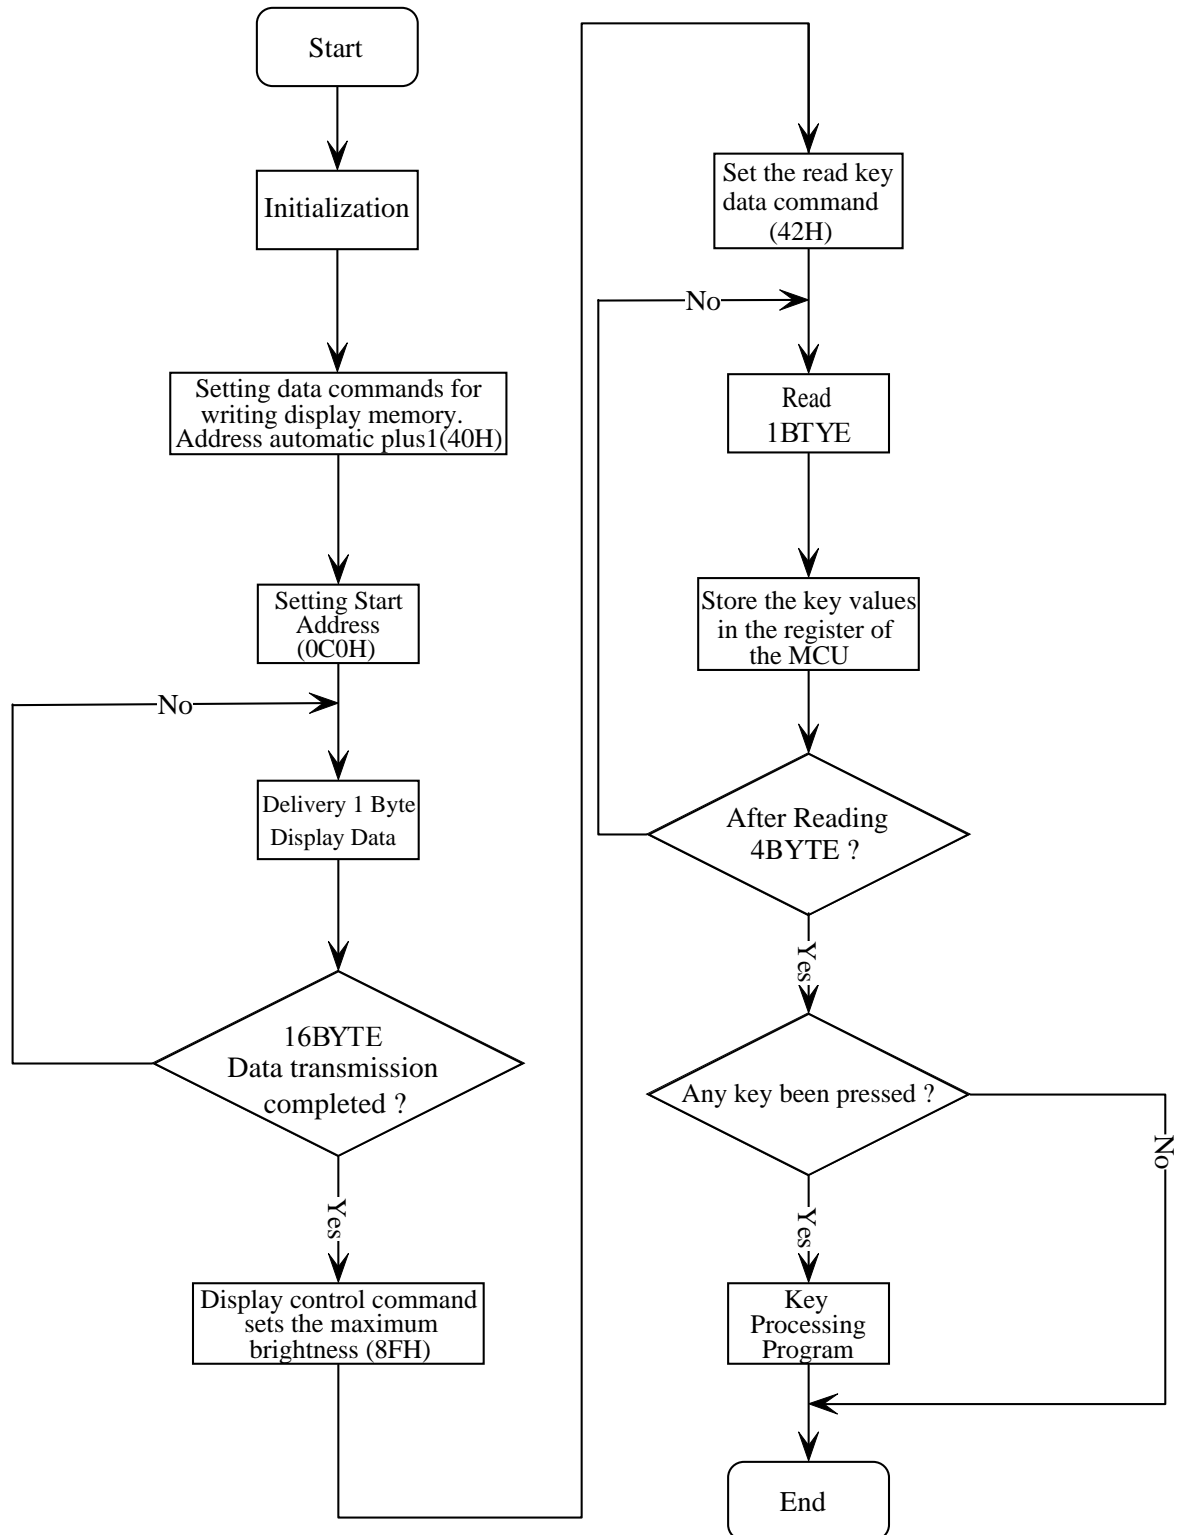 Start
Initialization
Setting data commands for
writing display memory.
Address automatic plus1(40H)
Setting Start
Address
(0C0H)
No
Delivery 1 Byte
Display Data
16BYTE
Data transmission
completed ?
Yes
Display control command
sets the maximum
brightness (8FH)
Set the read key
data command
(42H)
No
Read
1BTYE
Store the key values
in the register of
the MCU
After Reading
4BYTE ?
Yes
Any key been pressed ?
No
Yes
Key
Processing
Program
End